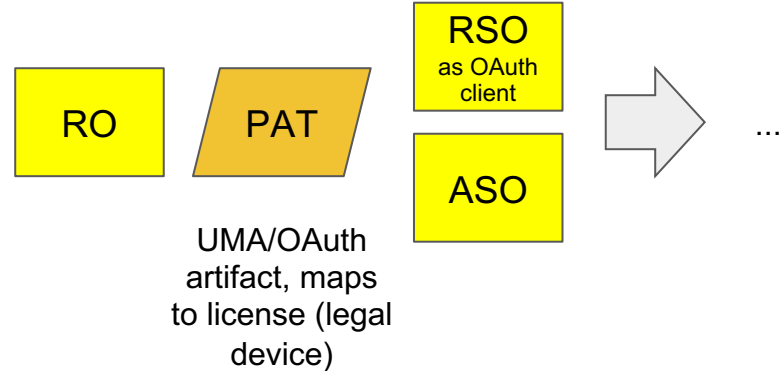 RO
PAT
RSO
as OAuth
client
ASO
...
UMA/OAuth
artifact, maps
to license (legal
device)